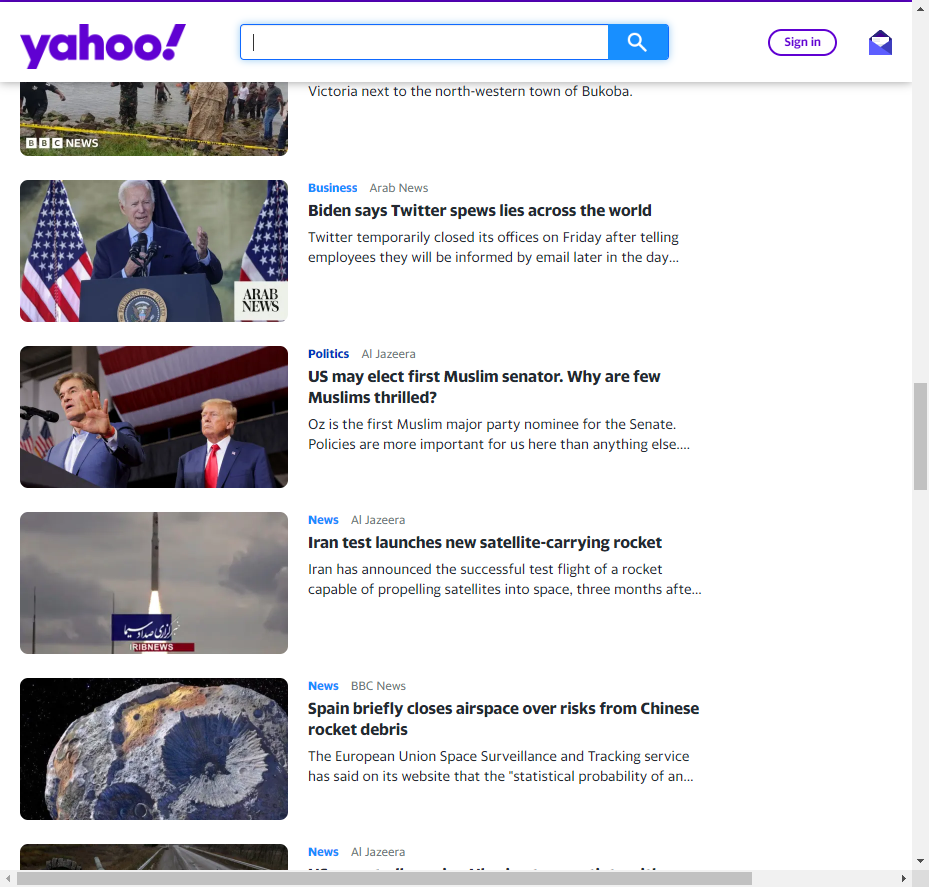 yahoo!
Sign in
Victoria next to the north-western town of Bukoba.
BBC NEWS
Business Arab News
Biden says Twitter spews lies across the world
Twitter temporarily closed its offices on Friday after telling
employees they will be informed by email later in the day...
ARAB
NEWS
Politics Al Jazeera
US may elect first Muslim senator. Why are few
Muslims thrilled?
Oz is the first Muslim major party nominee for the Senate.
Policies are more important for us here than anything else....
News Al Jazeera
Iran test launches new satellite-carrying rocket
Iran has announced the successful test flight of a rocket
capable of propelling satellites into space, three months afte...
خبرگزاری صداوسیما
IRIBNEWS
News BBC News
Spain briefly closes airspace over risks from Chinese
rocket debris
The European Union Space Surveillance and Tracking service
has said on its website that the "statistical probability of an...
News Al Jazeera